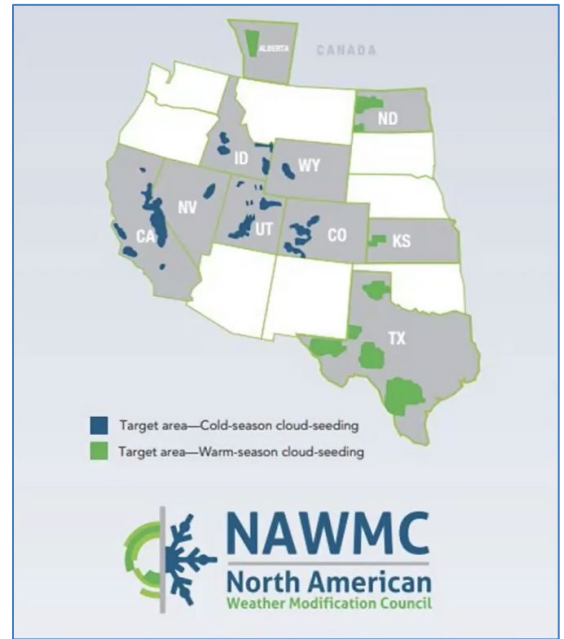 ALBERTA
CANADA
ND
ID
WY
NV
UT
CO
CA
KS
TX
Target area—Cold-season cloud-seeding
Target area—Warm-season cloud-seeding
NAWMC
North American
Weather Modification Council